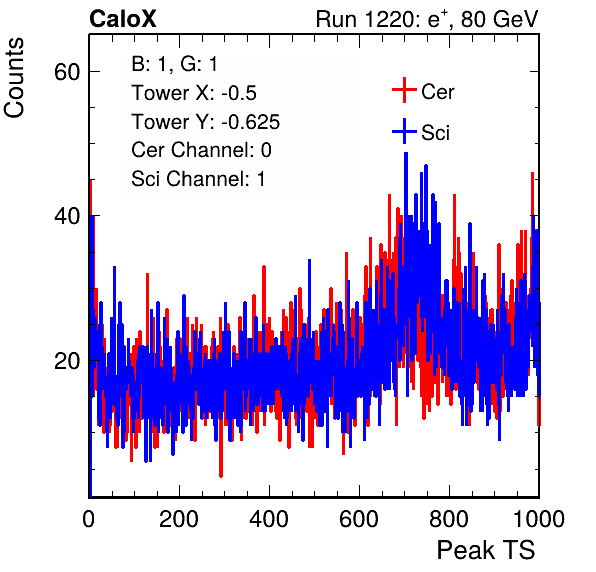 CaloX Run 1220: e+, 80 GeV
Counts
B: 1, G: 1
Tower X: -0.5
Tower Y: -0.625
Cer Channel: 0
Sci Channel: 1
Cer
Sci
60
40
20
0 200 400 600 800 1000
Peak TS